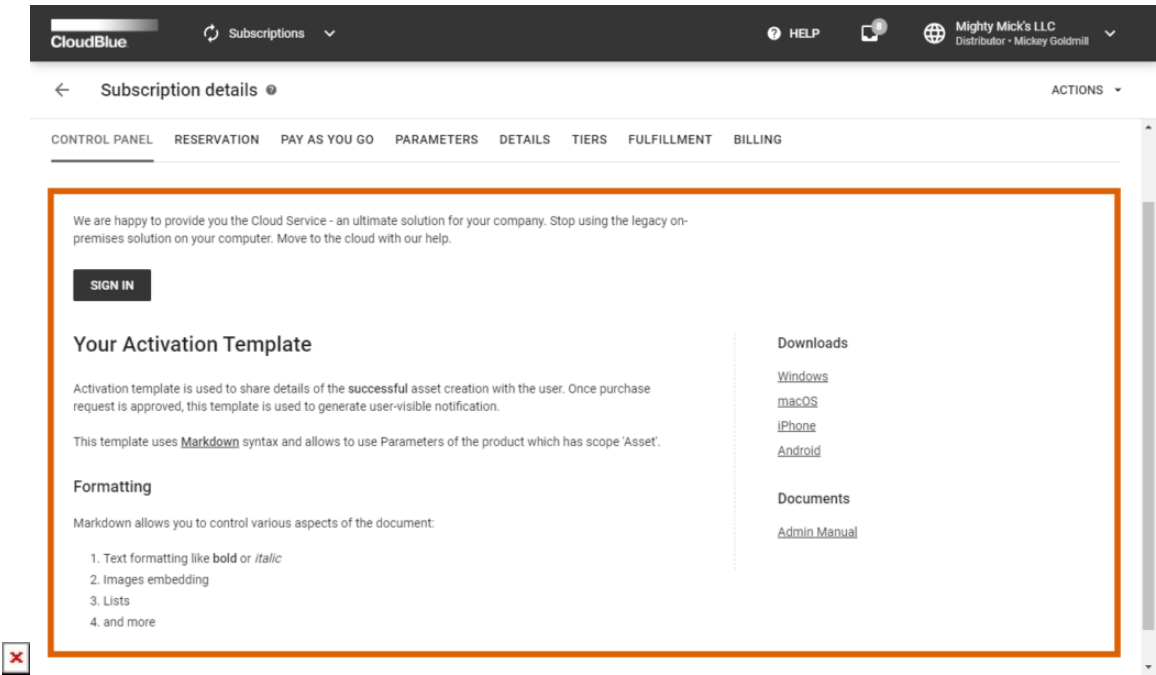 CloudBlue.
Subscriptions
HELP
Mighty Mick's LLC
Distributor • Mickey Goldmill
Subscription details
ACTIONS
CONTROL PANEL RESERVATION PAY AS YOU GO PARAMETERS DETAILS TIERS FULFILLMENT BILLING
We are happy to provide you the Cloud Service - an ultimate solution for your company. Stop using the legacy on-
premises solution on your computer. Move to the cloud with our help.
SIGN IN
Your Activation Template
Activation template is used to share details of the successful asset creation with the user. Once purchase
request is approved, this template is used to generate user-visible notification.
This template uses Markdown syntax and allows to use Parameters of the product which has scope 'Asset'.
Formatting
Markdown allows you to control various aspects of the document:
1. Text formatting like bold or italic
2. Images embedding
3. Lists
4. and more
Downloads
Windows
macOS
iPhone
Android
Documents
Admin Manual